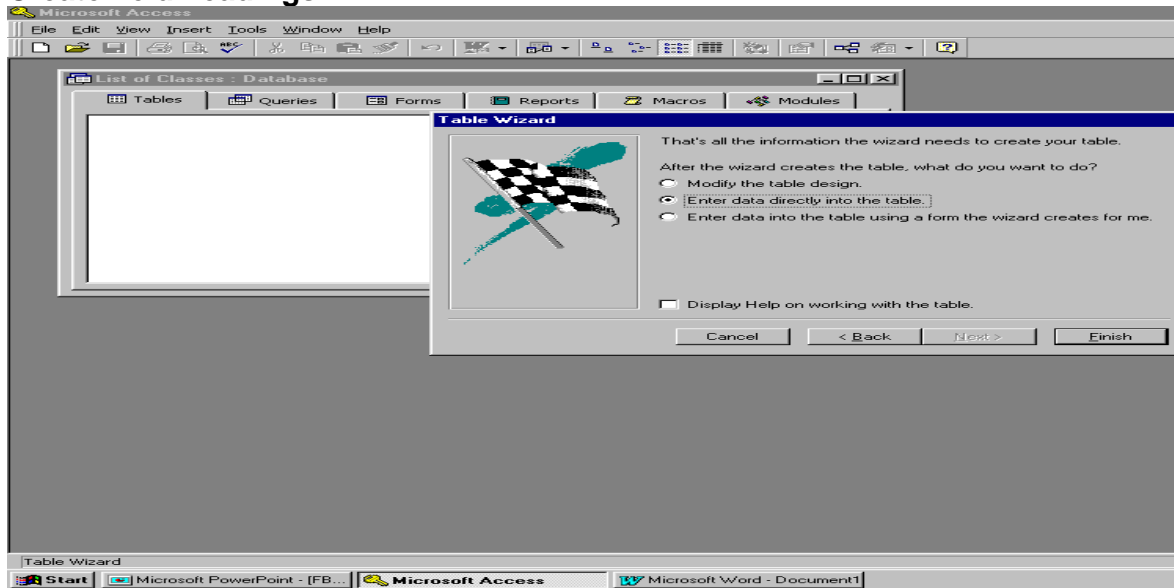 Microsoft Access
File Edit View Insert Tools Window Help
List of Classes : Database
Tables Queries Forms Reports Macros Modules
Table Wizard
That's all the information the wizard needs to create your table.
After the wizard creates the table, what do you want to do?
Modify the table design.
Enter data directly into the table.
Enter data into the table using a form the wizard creates for me.
Display Help on working with the table.
Cancel < Back Next > Finish
Table Wizard
Start Microsoft PowerPoint - [FB... Microsoft Access Microsoft Word - Document1